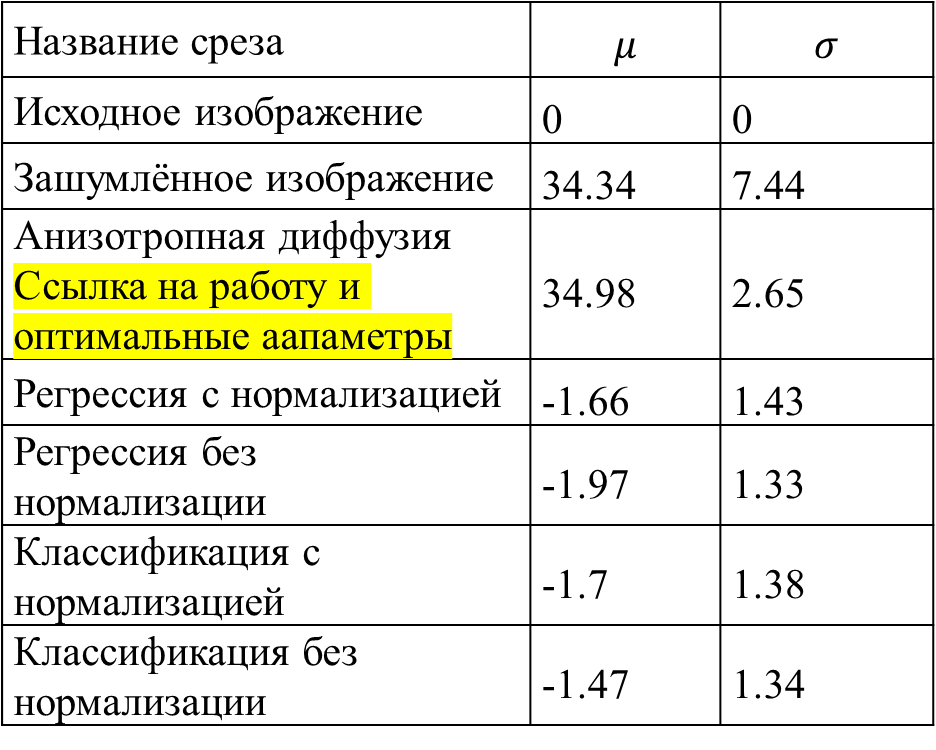 Название среза μ σ
Исходное изображение 0 0
Зашумлённое изображение 34.34 7.44
Анизотропная диффузия
Ссылка на работу и
оптимальные аапаметры 34.98 2.65
Регрессия с нормализацией -1.66 1.43
Регрессия без
нормализации -1.97 1.33
Классификация с
нормализацией -1.7 1.38
Классификация без
нормализации -1.47 1.34